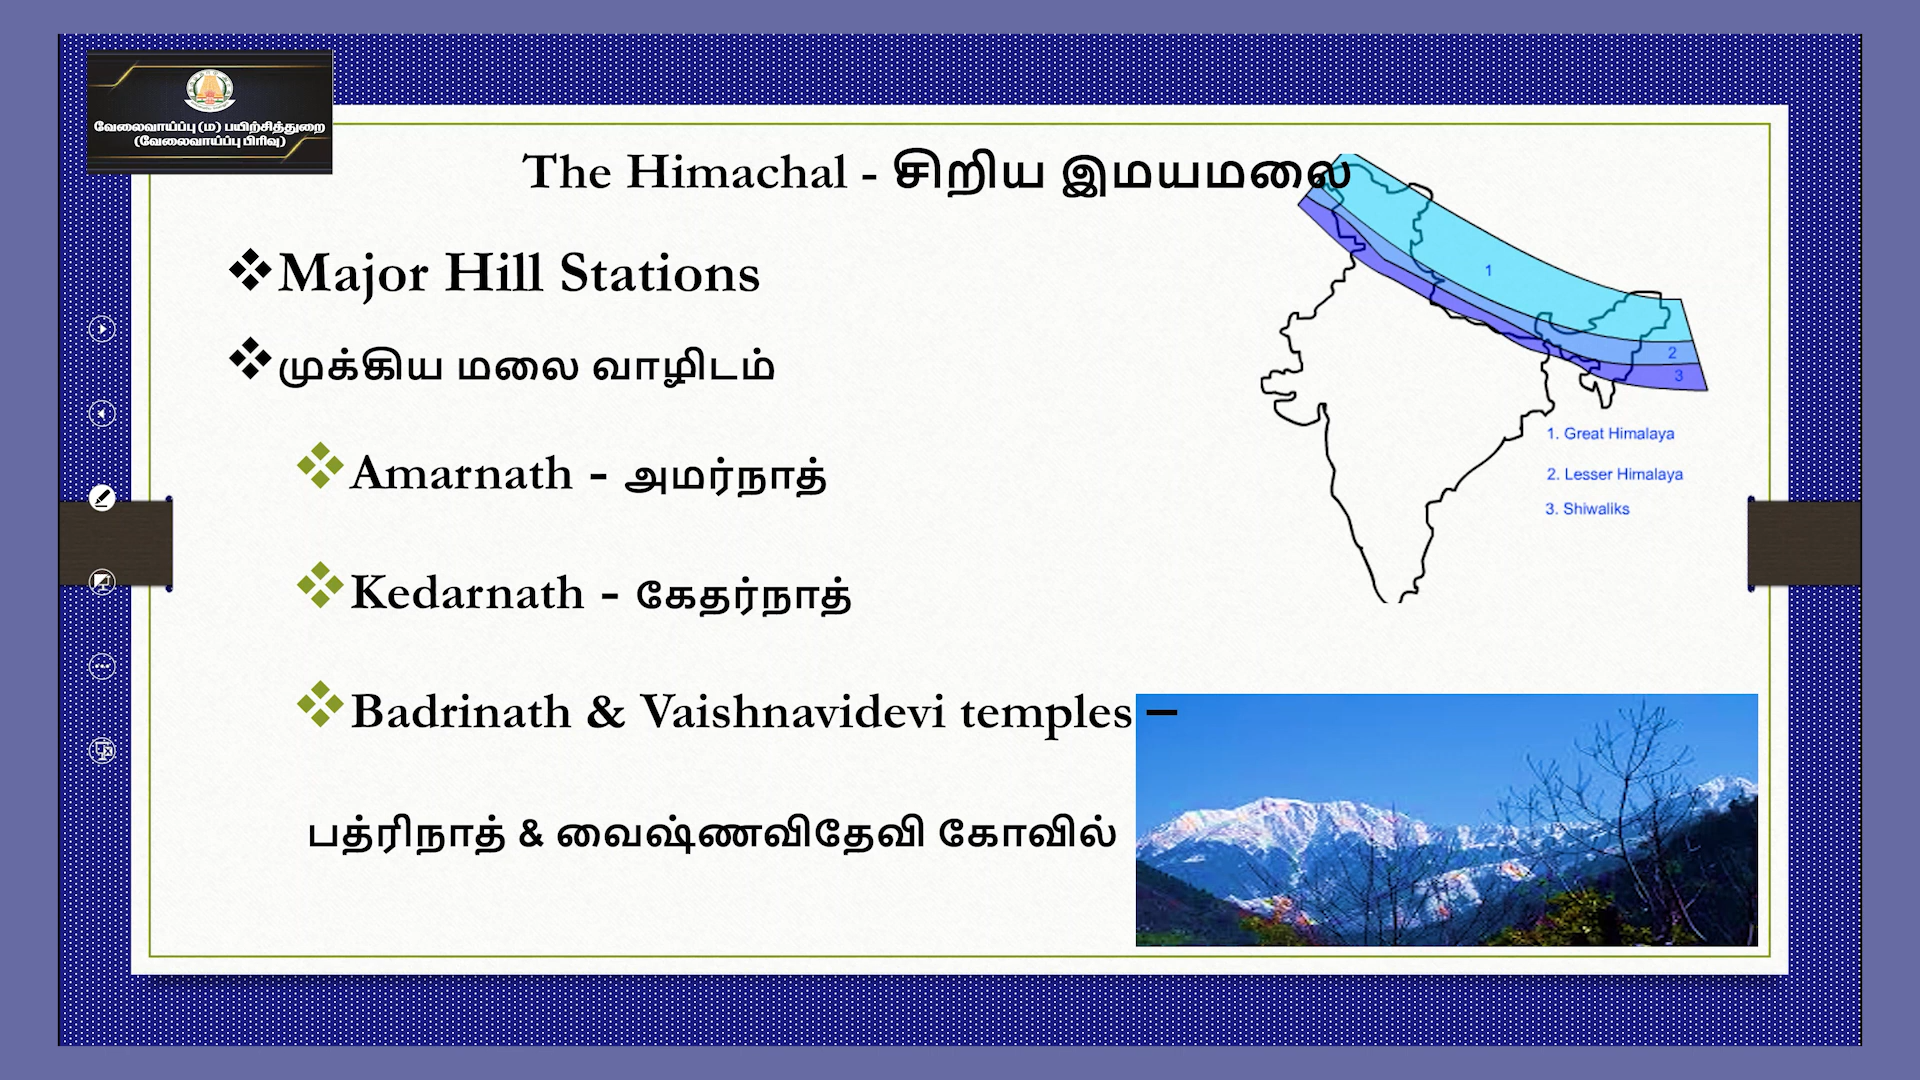 வேலைவாய்ப்பு (ம) பயிற்சித்துறை
(வேலைவாய்ப்பு பிரிவு)
The Himachal - சிறிய இமயமலை
❖Major Hill Stations
❖முக்கிய மலை வாழிடம்
❖Amarnath - அமர்நாத்
❖Kedarnath - கேதர்நாத்
❖Badrinath & Vaishnavidevi temples –
பத்ரிநாத் & வைஷ்ணவிதேவி கோவில்
1
2
3
1. Great Himalaya
2. Lesser Himalaya
3. Shiwaliks